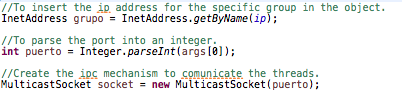 //To insert the ip address for the specific group in the object.
InetAddress grupo = InetAddress.getByName(ip);
//To parse the port into an integer.
int puerto = Integer.parseInt(args[0]);
//Create the ipc mechanism to comunicate the threads.
MulticastSocket socket = new MulticastSocket(puerto);